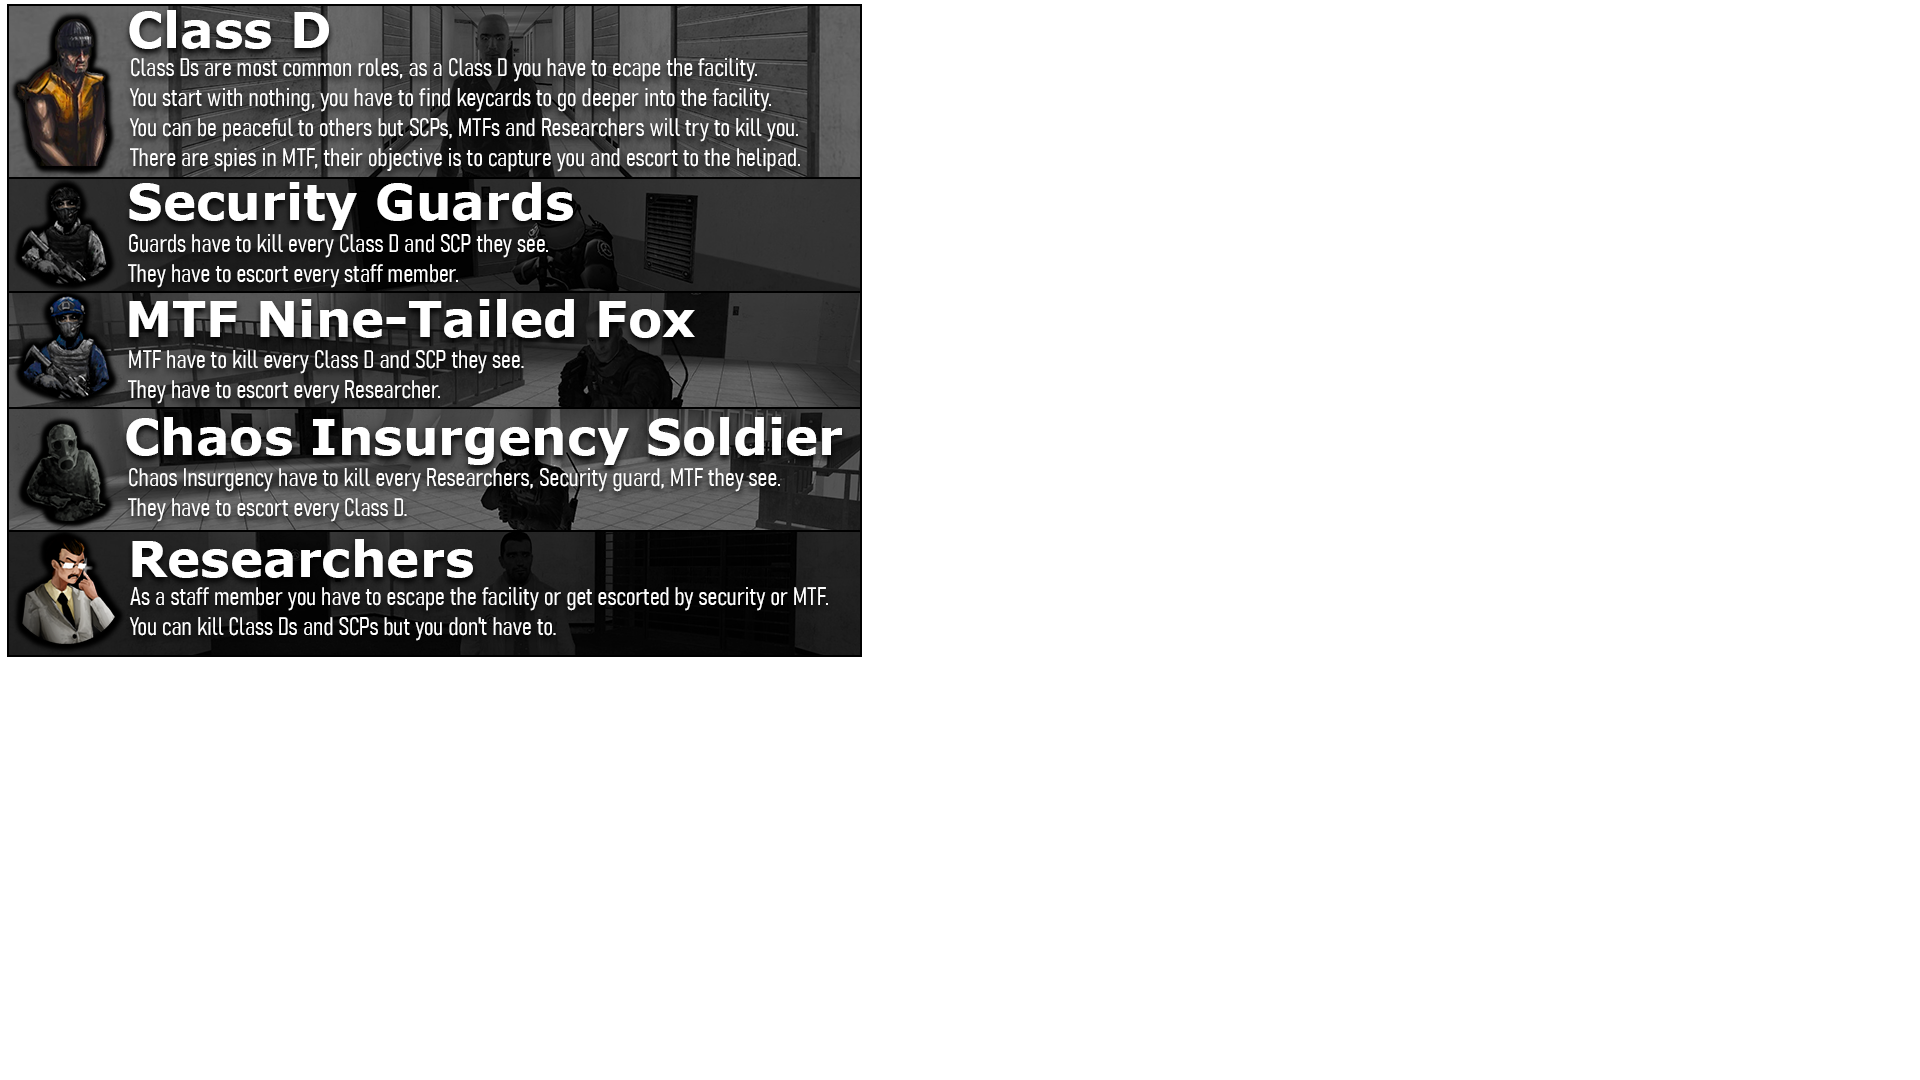 Class D
Class Ds are most common roles, as a Class D you have to ecape the facility.
You start with nothing, you have to find keycards to go deeper into the facility.
You can be peaceful to others but SCPs, MTFs and Researchers will try to kill you.
There are spies in MTF, their objective is to capture you and escort to the helipad.
Security Guards
Guards have to kill every Class D and SCP they see.
They have to escort every staff member.
MTF Nine-Tailed Fox
MTF have to kill every Class D and SCP they see.
They have to escort every Researcher.
Chaos Insurgency Soldier
Chaos Insurgency have to kill every Researchers, Security guard, MTF they see.
They have to escort every Class D.
Researchers
As a staff member you have to escape the facility or get escorted by security or MTF.
You can kill Class Ds and SCPs but you don't have to.